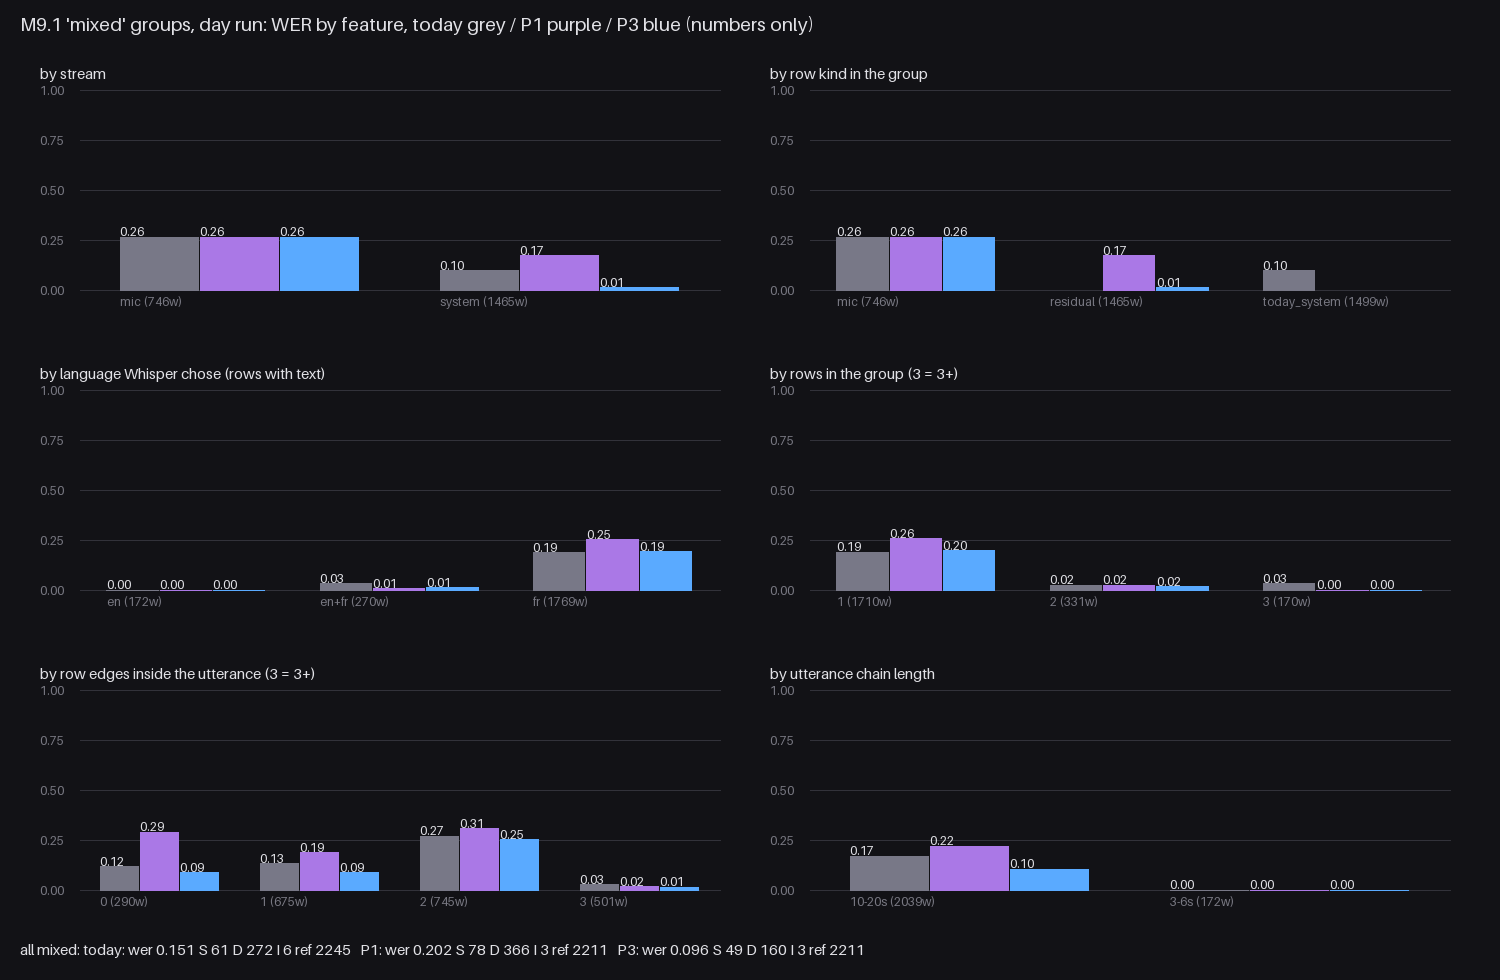 M9.1 'mixed' groups, day run: WER by feature, today grey / P1 purple / P3 blue (numbers only)
by stream
1.00
0.75
0.50
0.25
0.00
0.26 0.26 0.26 0.10 0.17 0.01
mic (746w) system (1465w)
by row kind in the group
1.00
0.75
0.50
0.25
0.00
0.26 0.26 0.26 0.17 0.01 0.10
mic (746w) residual (1465w) today_system (1499w)
by language Whisper chose (rows with text)
1.00
0.75
0.50
0.25
0.00
0.00 0.00 0.00 0.03 0.01 0.01 0.19 0.25 0.19
en (172w) en+fr (270w) fr (1769w)
by rows in the group (3 = 3+)
1.00
0.75
0.50
0.25
0.00
0.19 0.26 0.20 0.02 0.02 0.02 0.03 0.00 0.00
1 (1710w) 2 (331w) 3 (170w)
by row edges inside the utterance (3 = 3+)
1.00
0.75
0.50
0.25
0.00
0.12 0.29 0.09 0.13 0.19 0.09 0.27 0.31 0.25 0.03 0.02 0.01
0 (290w) 1 (675w) 2 (745w) 3 (501w)
by utterance chain length
1.00
0.75
0.50
0.25
0.00
0.17 0.22 0.10 0.00 0.00 0.00
10-20s (2039w) 3-6s (172w)
all mixed: today: wer 0.151 S 61 D 272 I 6 ref 2245 P1: wer 0.202 S 78 D 366 I 3 ref 2211 P3: wer 0.096 S 49 D 160 I 3 ref 2211